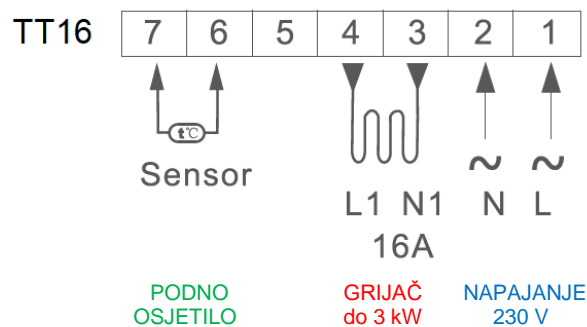 TT16 7 6 5 4 3 2 1
t℃
Sensor
~ ~
L1 N1 N L
16A
PODNO GRIJAČ NAPAJANJE
OSJETILO do 3 kW 230 V